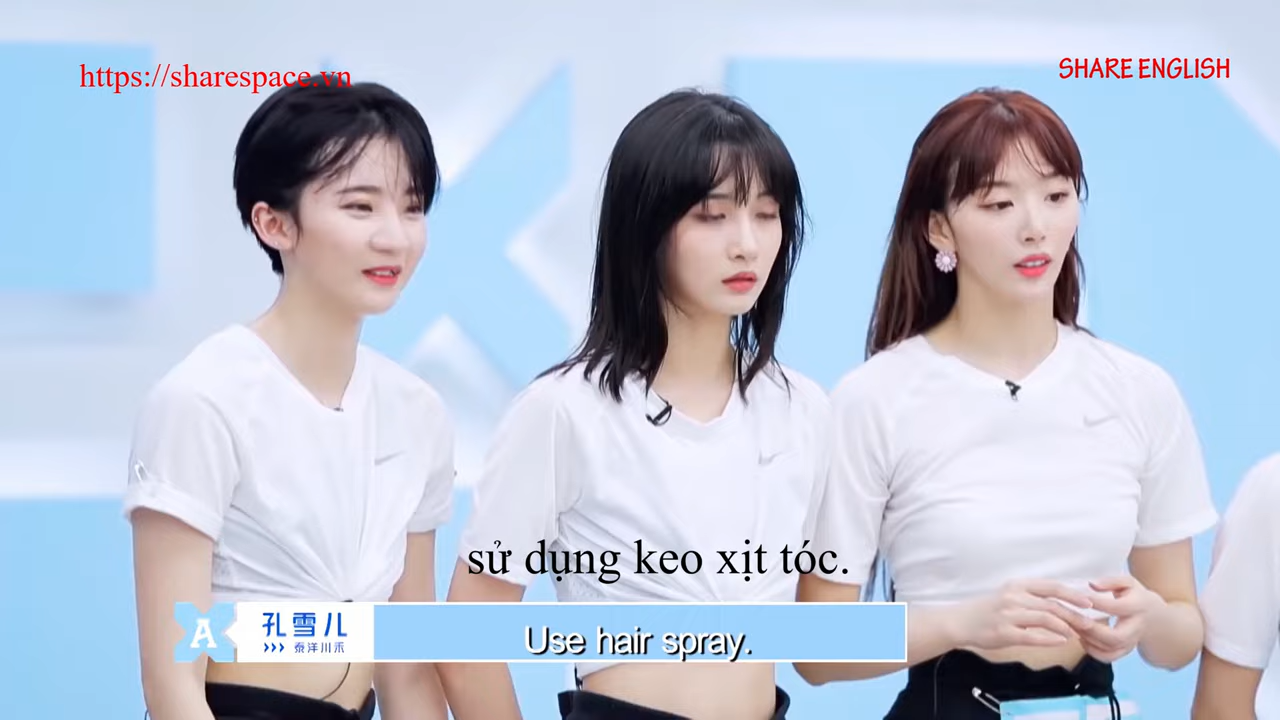 https://sharespace.vn
SHARE ENGLISH
sử dụng keo xịt tóc.
A
孔雪儿
>>> 泰洋川禾
Use hair spray.